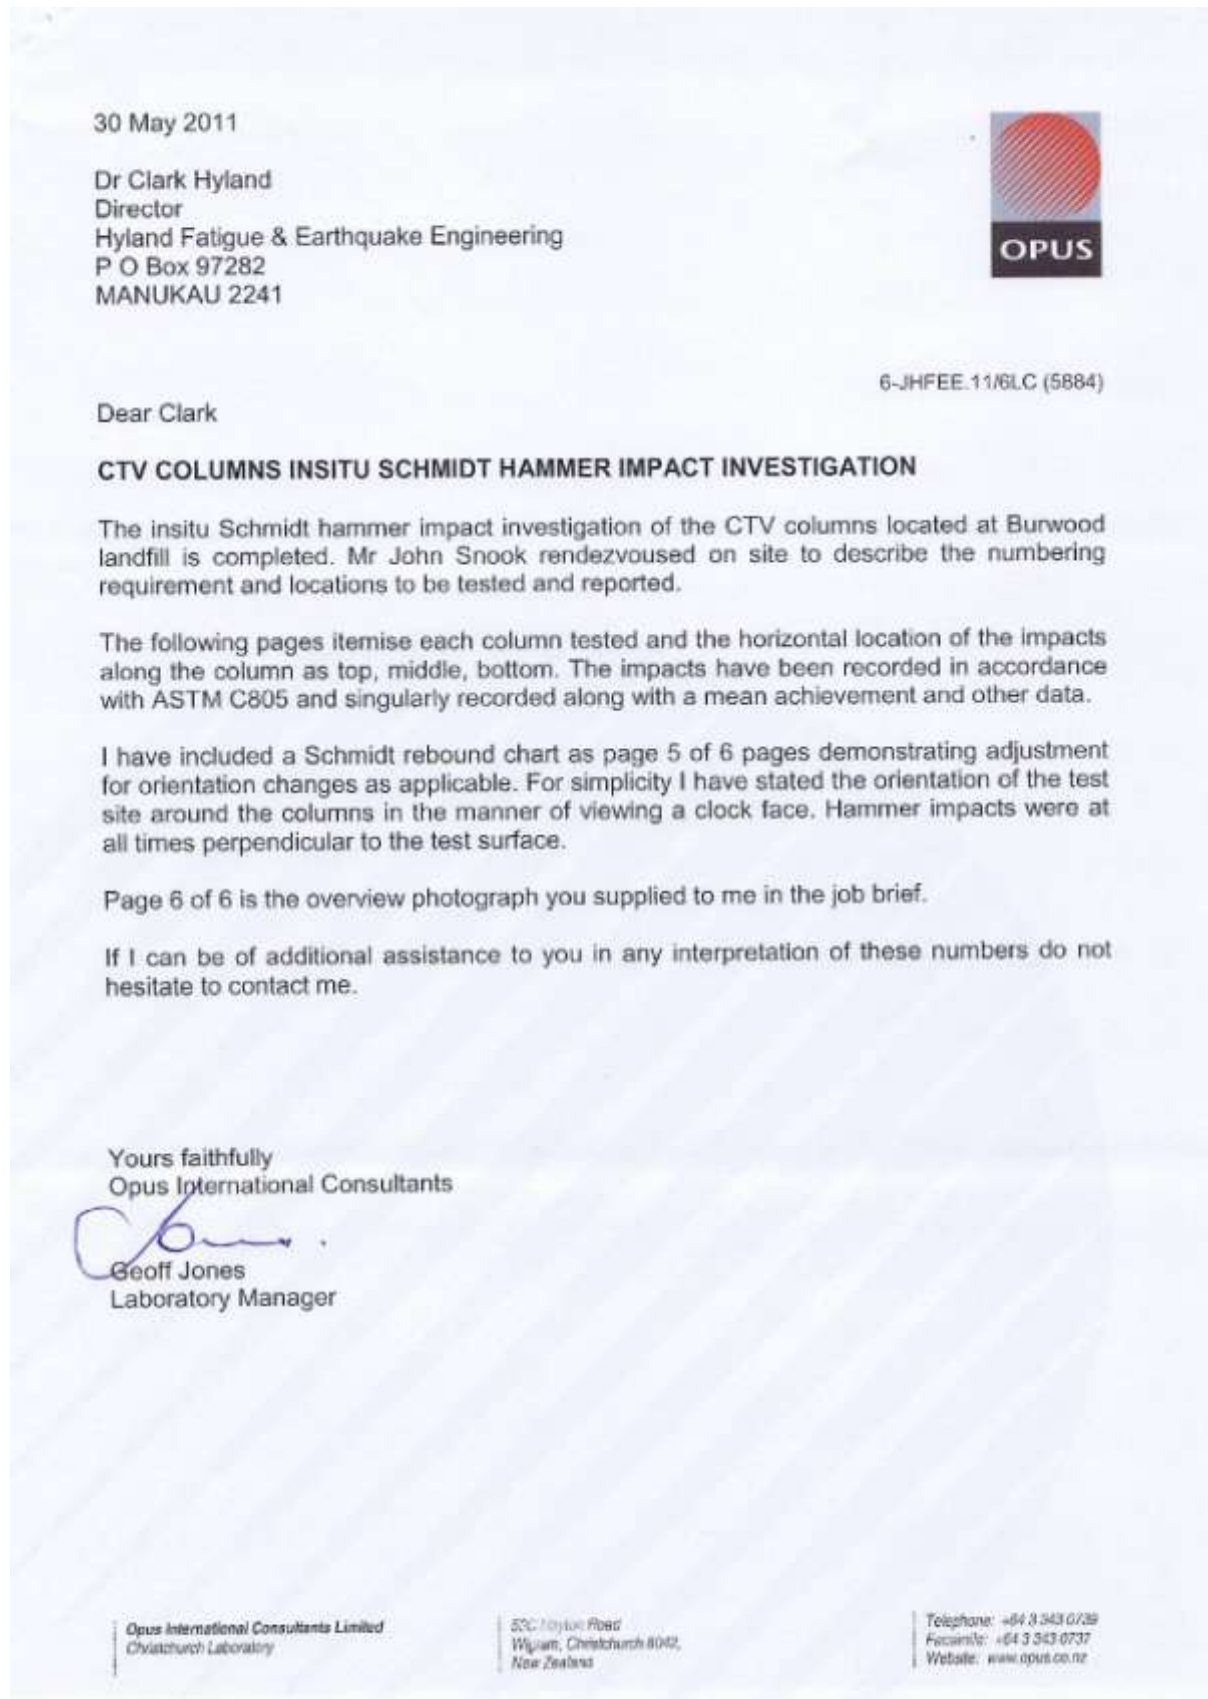 30 May 2011
Dr Clark Hyland
Director
Hyland Fatigue & Earthquake Engineering
P O Box 97282
MANUKAU 2241
OPUS
6-JHFEE.11/6LC (5884)
Dear Clark
CTV COLUMNS INSITU SCHMIDT HAMMER IMPACT INVESTIGATION
The insitu Schmidt hammer impact investigation of the CTV columns located at Burwood
landfill is completed. Mr John Snook rendezvoused on site to describe the numbering
requirement and locations to be tested and reported.
The following pages itemise each column tested and the horizontal location of the impacts
along the column as top, middle, bottom. The impacts have been recorded in accordance
with ASTM C805 and singularly recorded along with a mean achievement and other data.
I have included a Schmidt rebound chart as page 5 of 6 pages demonstrating adjustment
for orientation changes as applicable. For simplicity I have stated the orientation of the test
site around the columns in the manner of viewing a clock face. Hammer impacts were at
all times perpendicular to the test surface.
Page 6 of 6 is the overview photograph you supplied to me in the job brief.
If I can be of additional assistance to you in any interpretation of these numbers do not
hesitate to contact me.
Yours faithfully
Opus International Consultants
Geoff Jones
Laboratory Manager
Opus International Consultants Limited
Christchurch Laboratory
Road
Christchurch 8042,
New Zealand
Telephone: +64 3 343 0739
Facsimile: +64 3 343 0737
Website: www.opus.co.nz